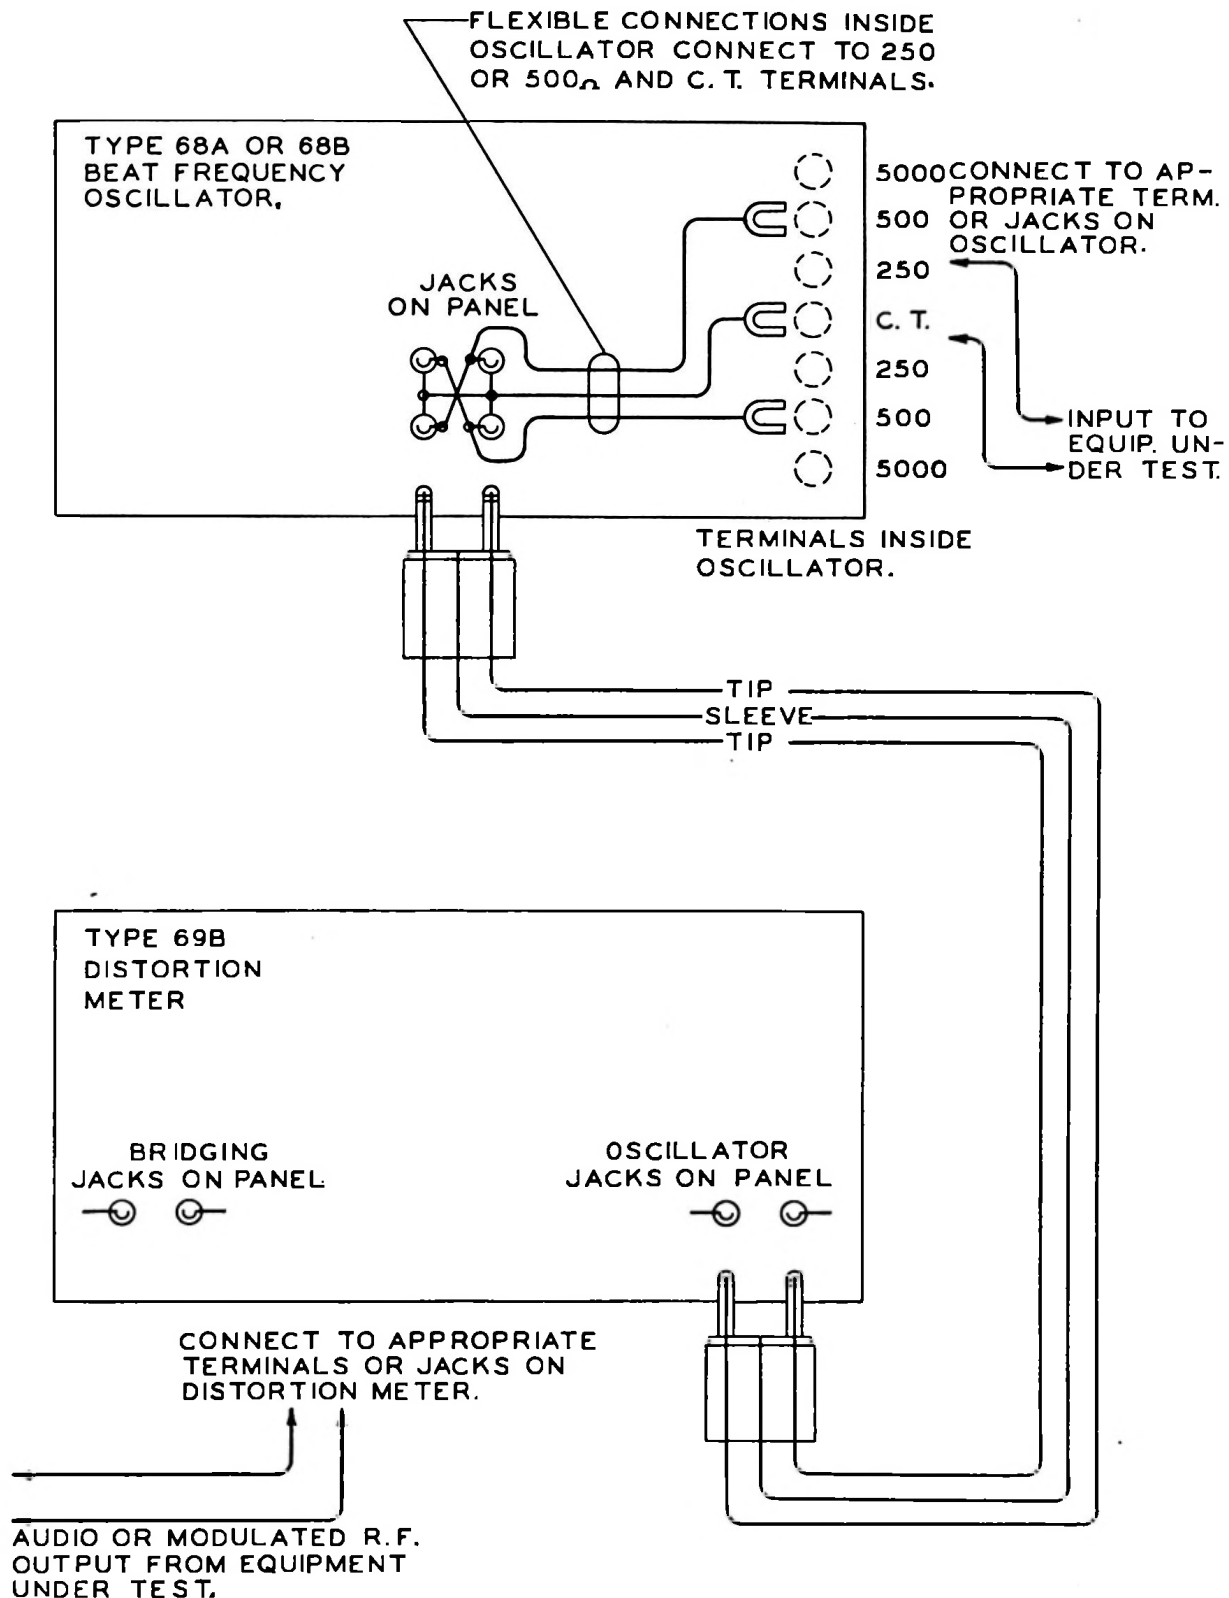 FLEXIBLE CONNECTIONS INSIDE
OSCILLATOR CONNECT TO 250
OR 500Ω AND C.T. TERMINALS.
TYPE 68A OR 68B
BEAT FREQUENCY
OSCILLATOR.
JACKS
ON PANEL
5000
500
250
C. T.
250
500
5000
CONNECT TO AP-
PROPRIATE TERM.
OR JACKS ON
OSCILLATOR.
INPUT TO
EQUIP. UN-
DER TEST.
TERMINALS INSIDE
OSCILLATOR.
TIP
SLEEVE
TIP
TYPE 69B
DISTORTION
METER
BRIDGING
JACKS ON PANEL
OSCILLATOR
JACKS ON PANEL
CONNECT TO APPROPRIATE
TERMINALS OR JACKS ON
DISTORTION METER.
AUDIO OR MODULATED R.F.
OUTPUT FROM EQUIPMENT
UNDER TEST.